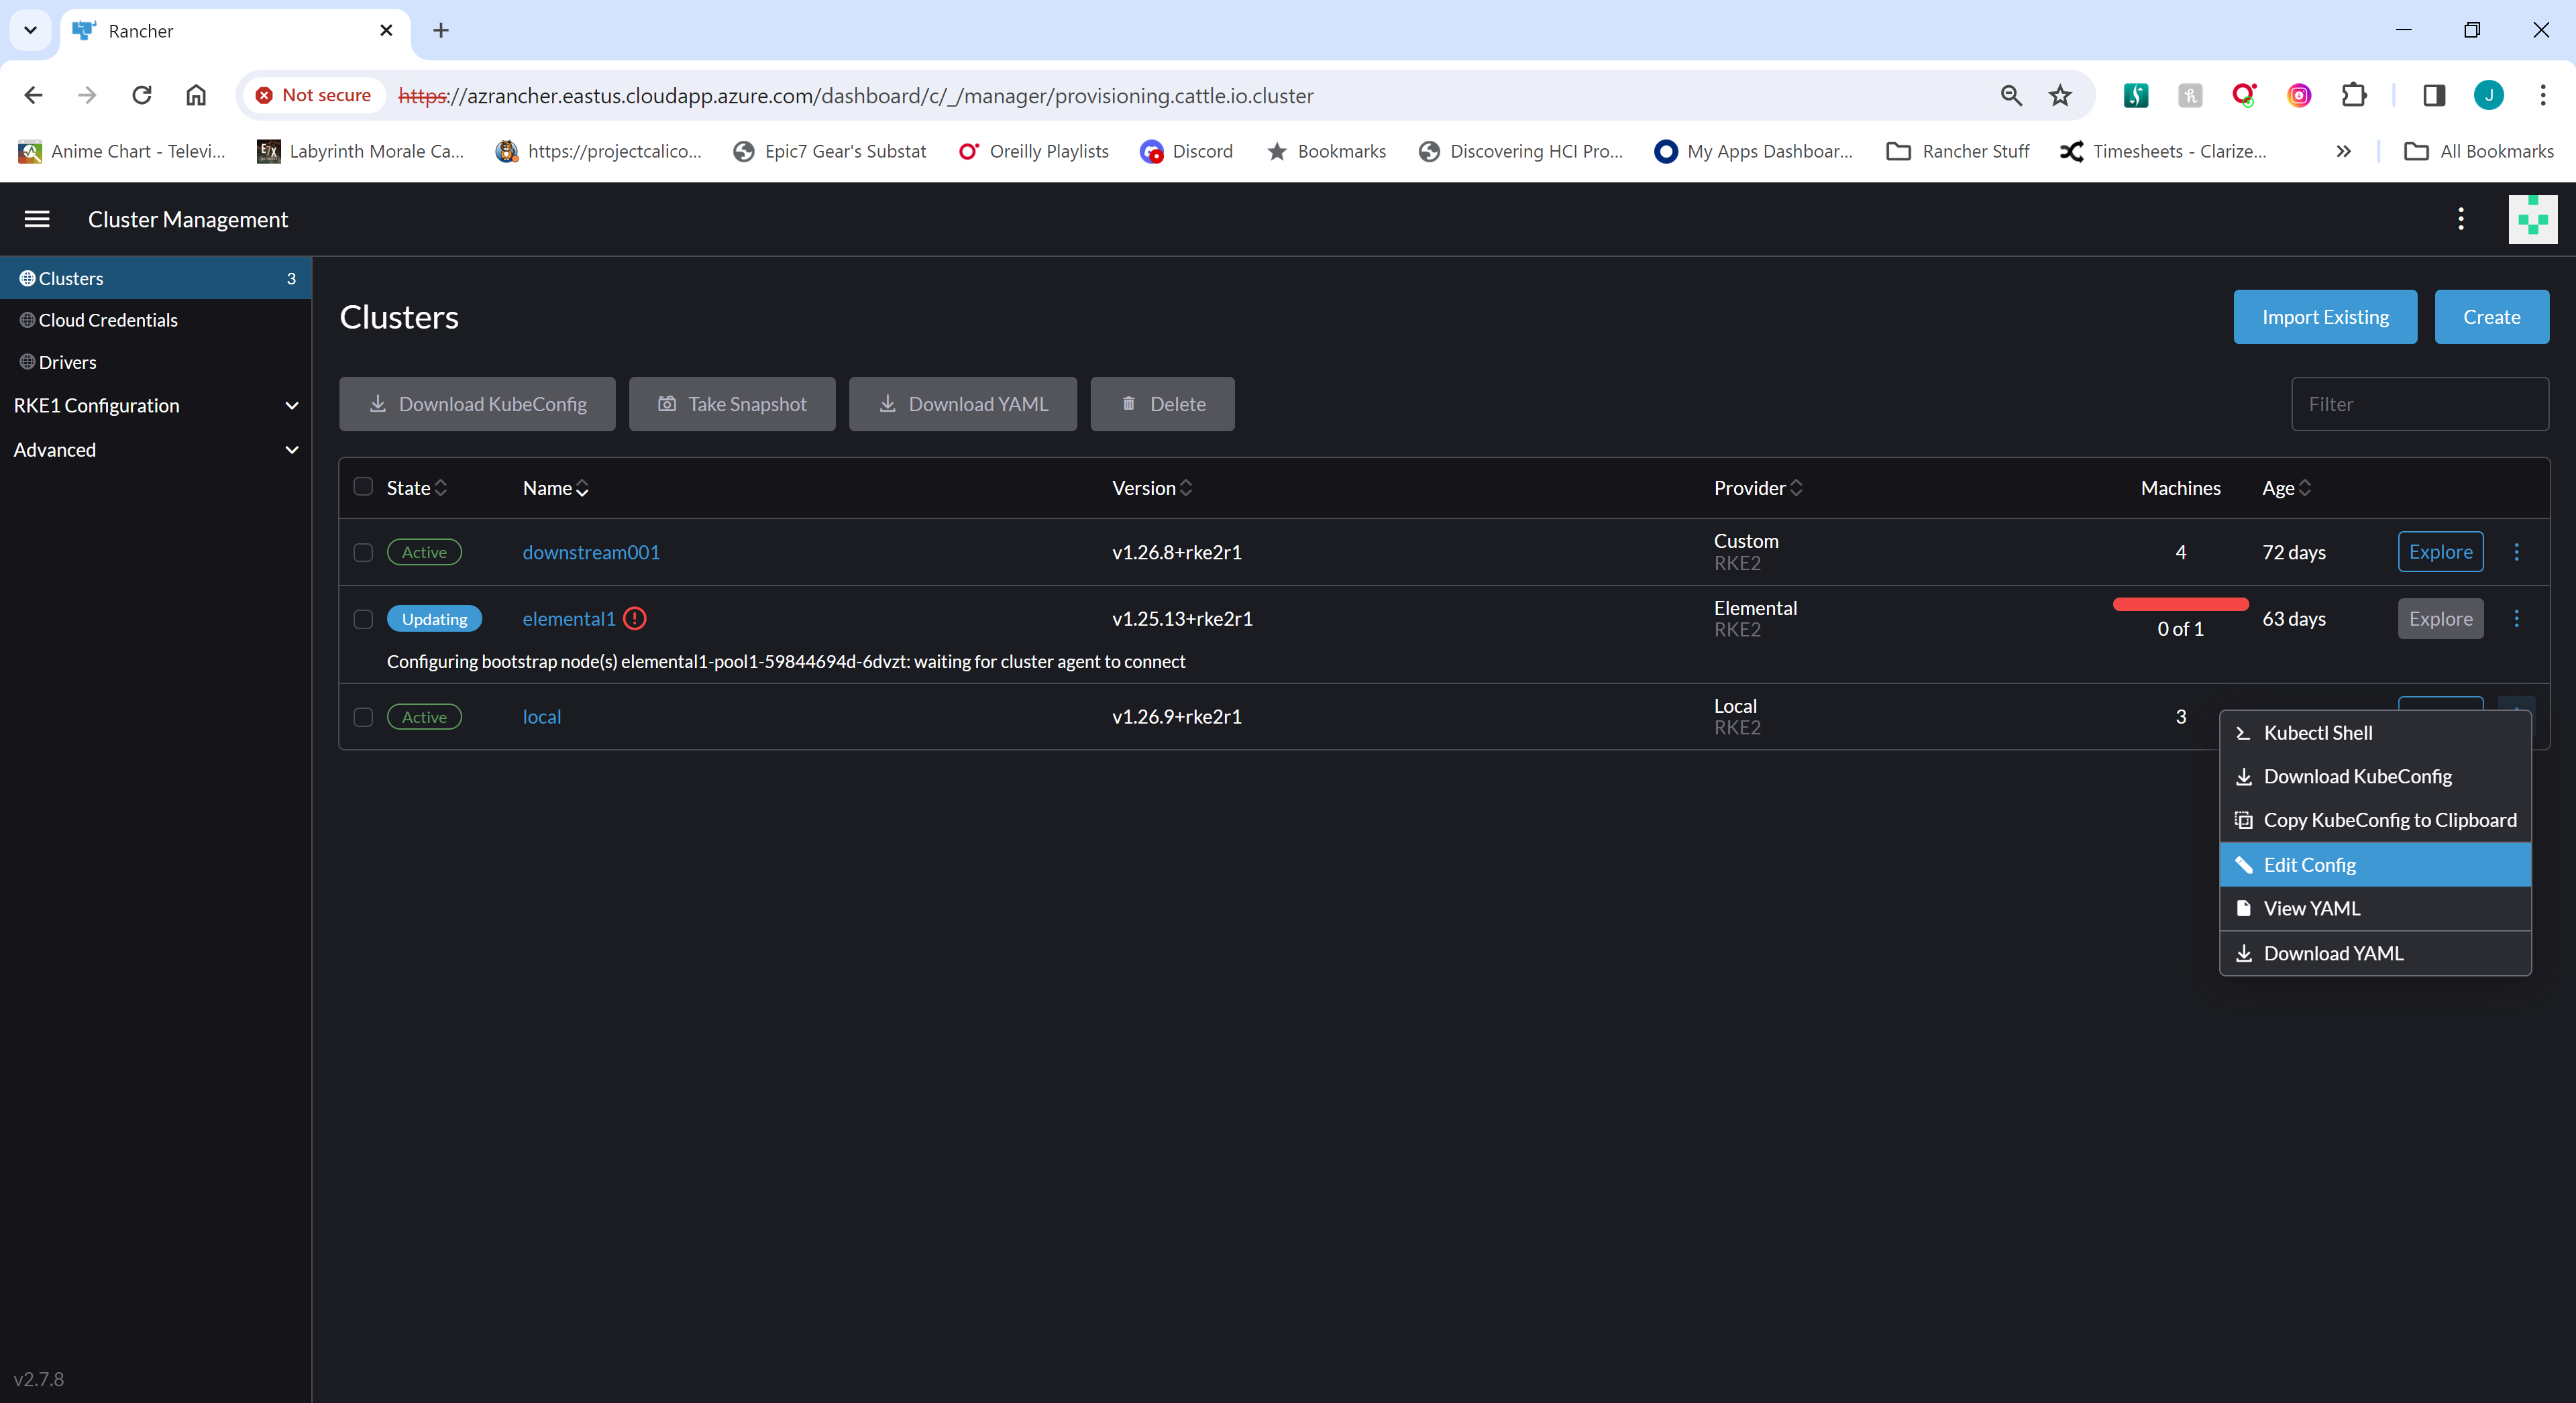 Rancher
Not secure https://azrancher.eastus.cloudapp.azure.com/dashboard/c/_/manager/provisioning.cattle.io.cluster J
Anime Chart - Televi... E7X Labyrinth Morale Ca... https://projectcalico... Epic7 Gear's Substat Oreilly Playlists Discord Bookmarks Discovering HCI Pro... My Apps Dashboar... Rancher Stuff Timesheets - Clarize... » All Bookmarks
Cluster Management
Clusters 3
Cloud Credentials
Drivers
RKE1 Configuration
Advanced
v2.7.8
Clusters
Import Existing Create
Download KubeConfig Take Snapshot Download YAML Delete Filter
State Name Version Provider Machines Age
Active downstream001 v1.26.8+rke2r1 Custom 4 72 days Explore
RKE2
Updating elemental1 v1.25.13+rke2r1 Elemental 0 of 1 63 days Explore
RKE2
Configuring bootstrap node(s) elemental1-pool1-59844694d-6dvzt: waiting for cluster agent to connect
Active local v1.26.9+rke2r1 Local 3
RKE2
Kubectl Shell
Download KubeConfig
Copy KubeConfig to Clipboard
Edit Config
View YAML
Download YAML